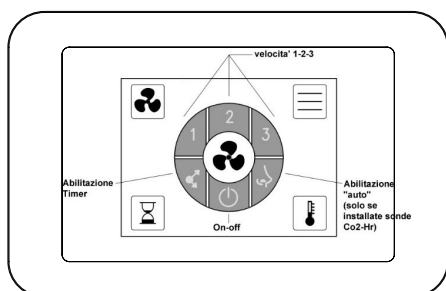 velocita' 1-2-3
1
2
3
Abilitazione
Timer
Abilitazione
"auto"
(solo se
installate sonde
Co2-Hr)
On-off